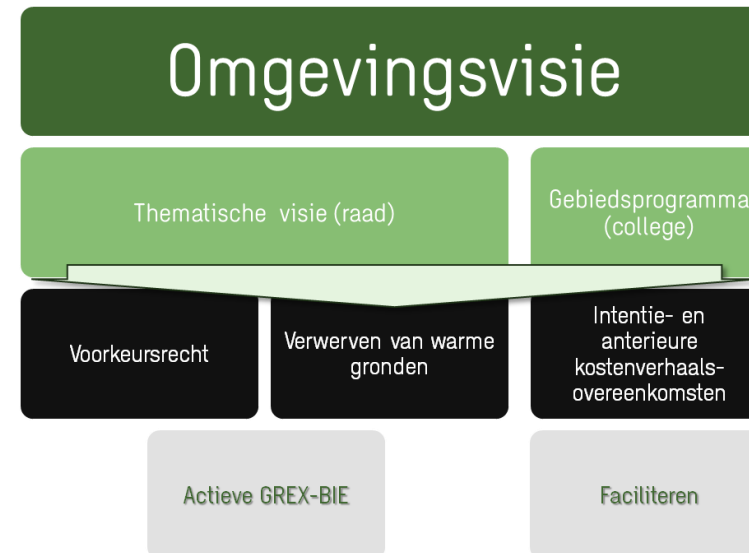 Omgevingsvisie
Thematische visie (raad)
Gebiedsprogramma
(college)
Voorkeursrecht
Verwerven van warme
gronden
Intentie- en
anterieure
kostenverhaals-
overeenkomsten
Actieve GREX-BIE
Faciliteren